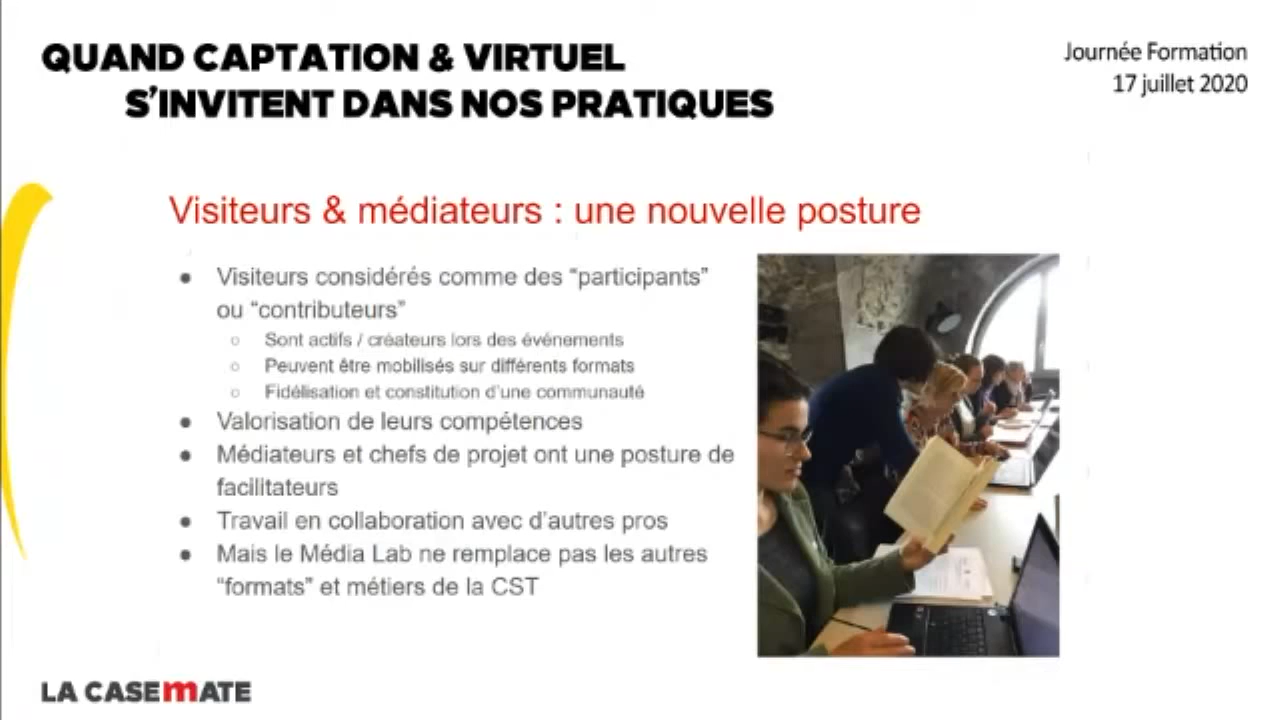 QUAND CAPTATION & VIRTUEL
S'INVITENT DANS NOS PRATIQUES
Journée Formation
17 juillet 2020
Visiteurs & médiateurs : une nouvelle posture
● Visiteurs considérés comme des “participants”
ou “contributeurs”
○ Sont actifs / créateurs lors des événements
○ Peuvent être mobilisés sur différents formats
○ Fidélisation et constitution d’une communauté
● Valorisation de leurs compétences
● Médiateurs et chefs de projet ont une posture de
facilitateurs
● Travail en collaboration avec d’autres pros
● Mais le Média Lab ne remplace pas les autres
“formats” et métiers de la CST
LA CASEmATE